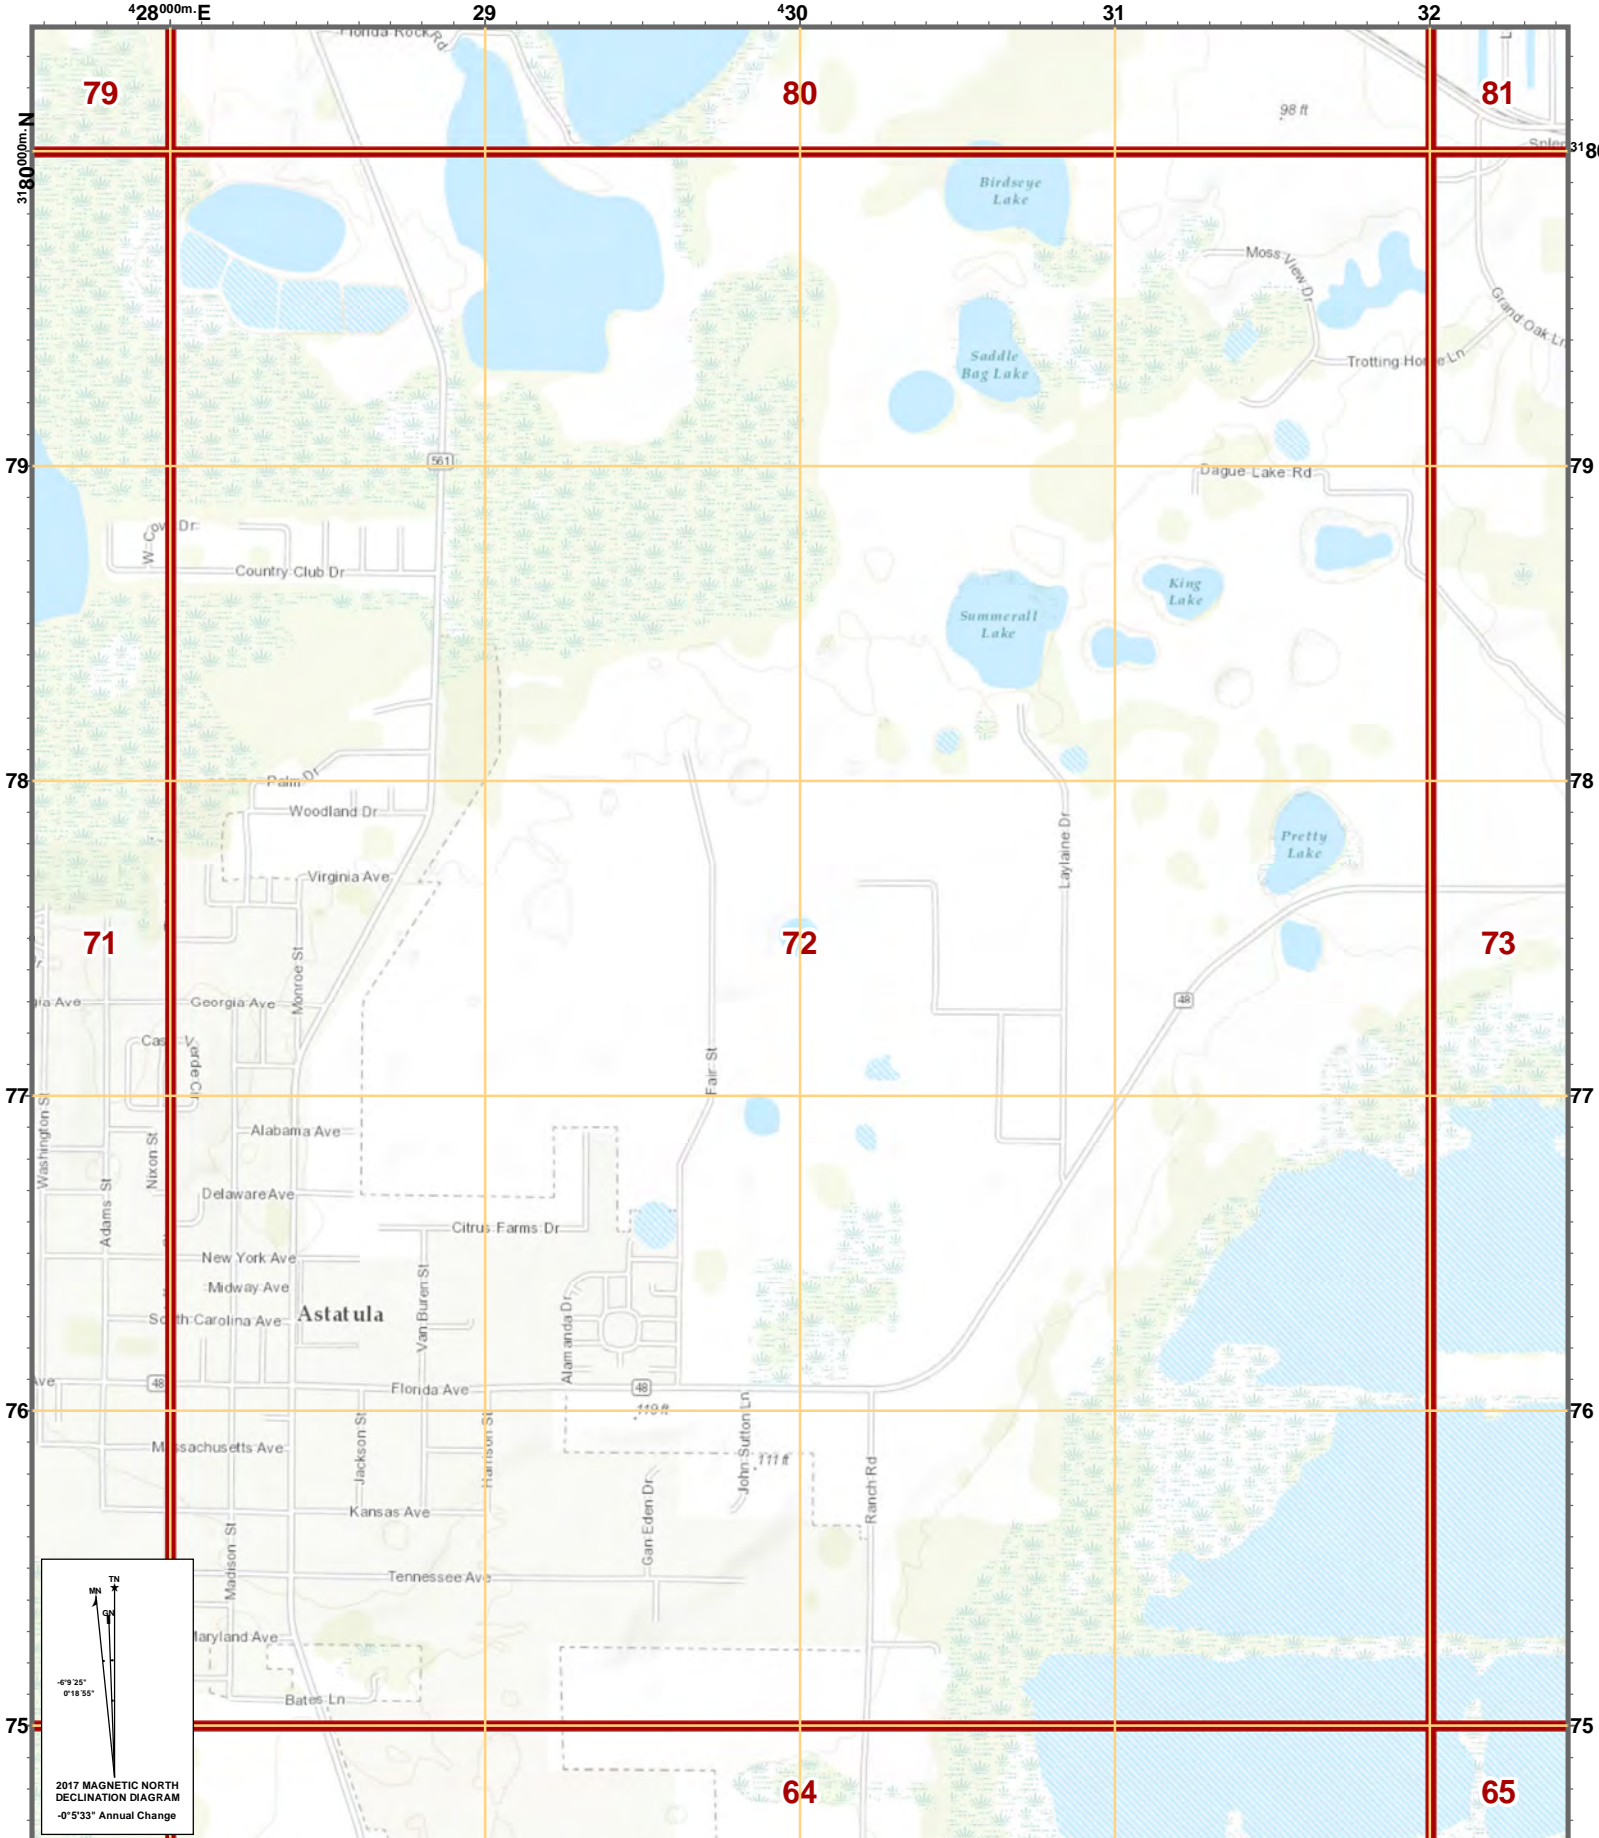 428000m.E
29
430
31
32
Florida Rock Rd
79
80
81
98 ft
3180000m.N
Birdseye
Lake
Moss View Dr
Grand Oak Ln
Saddle
Bag Lake
Trotting Horse Ln
79
561
Dague Lake Rd
79
W Cove Dr
Country Club Dr
King
Lake
Summerall
Lake
78
Palm Dr
78
Woodland Dr
Laylaine Dr
Pretty
Lake
Virginia Ave
71
72
73
Monroe St
Georgia Ave
48
Casa Verde Cir
Fair St
77
77
Washington St
Alabama Ave
Nixon St
Adams St
Delaware Ave
Citrus Farms Dr
New York Ave
Midway Ave
Van Buren St
Astatula
South Carolina Ave
Alamanda Dr
48
Florida Ave
48
76
119 ft
76
Massachusetts Ave
Jackson St
Harrison St
John Sutton Ln
111 ft
Ranch Rd
Kansas Ave
Gan Eden Dr
Madison St
Tennessee Ave
TN
MN
GN
Maryland Ave
-6°9'25"
0°18'55"
Bates Ln
75
75
2017 MAGNETIC NORTH
DECLINATION DIAGRAM
-0°5'33" Annual Change
64
65